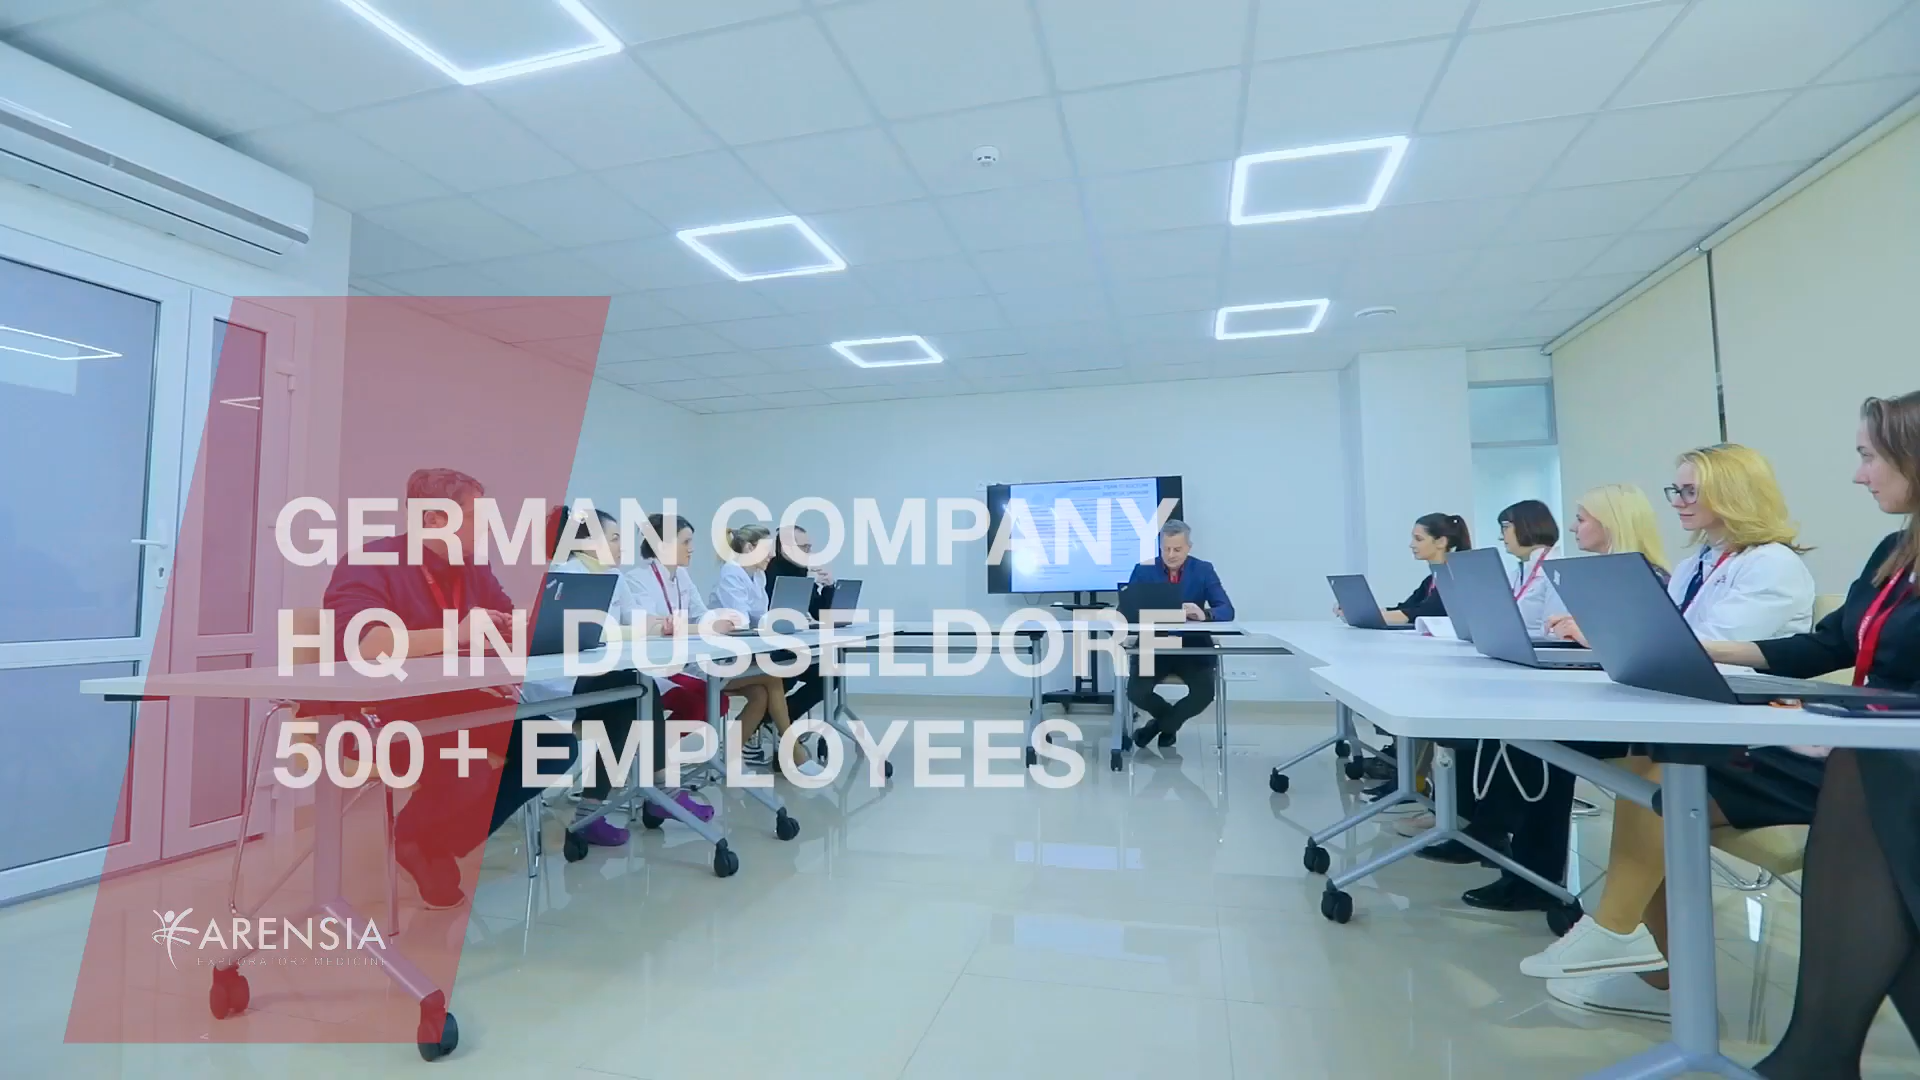 GERMAN COMPANY
HQ IN DUSSELDORF
500+ EMPLOYEES
ARENSIA
EXPLORATORY MEDICINE